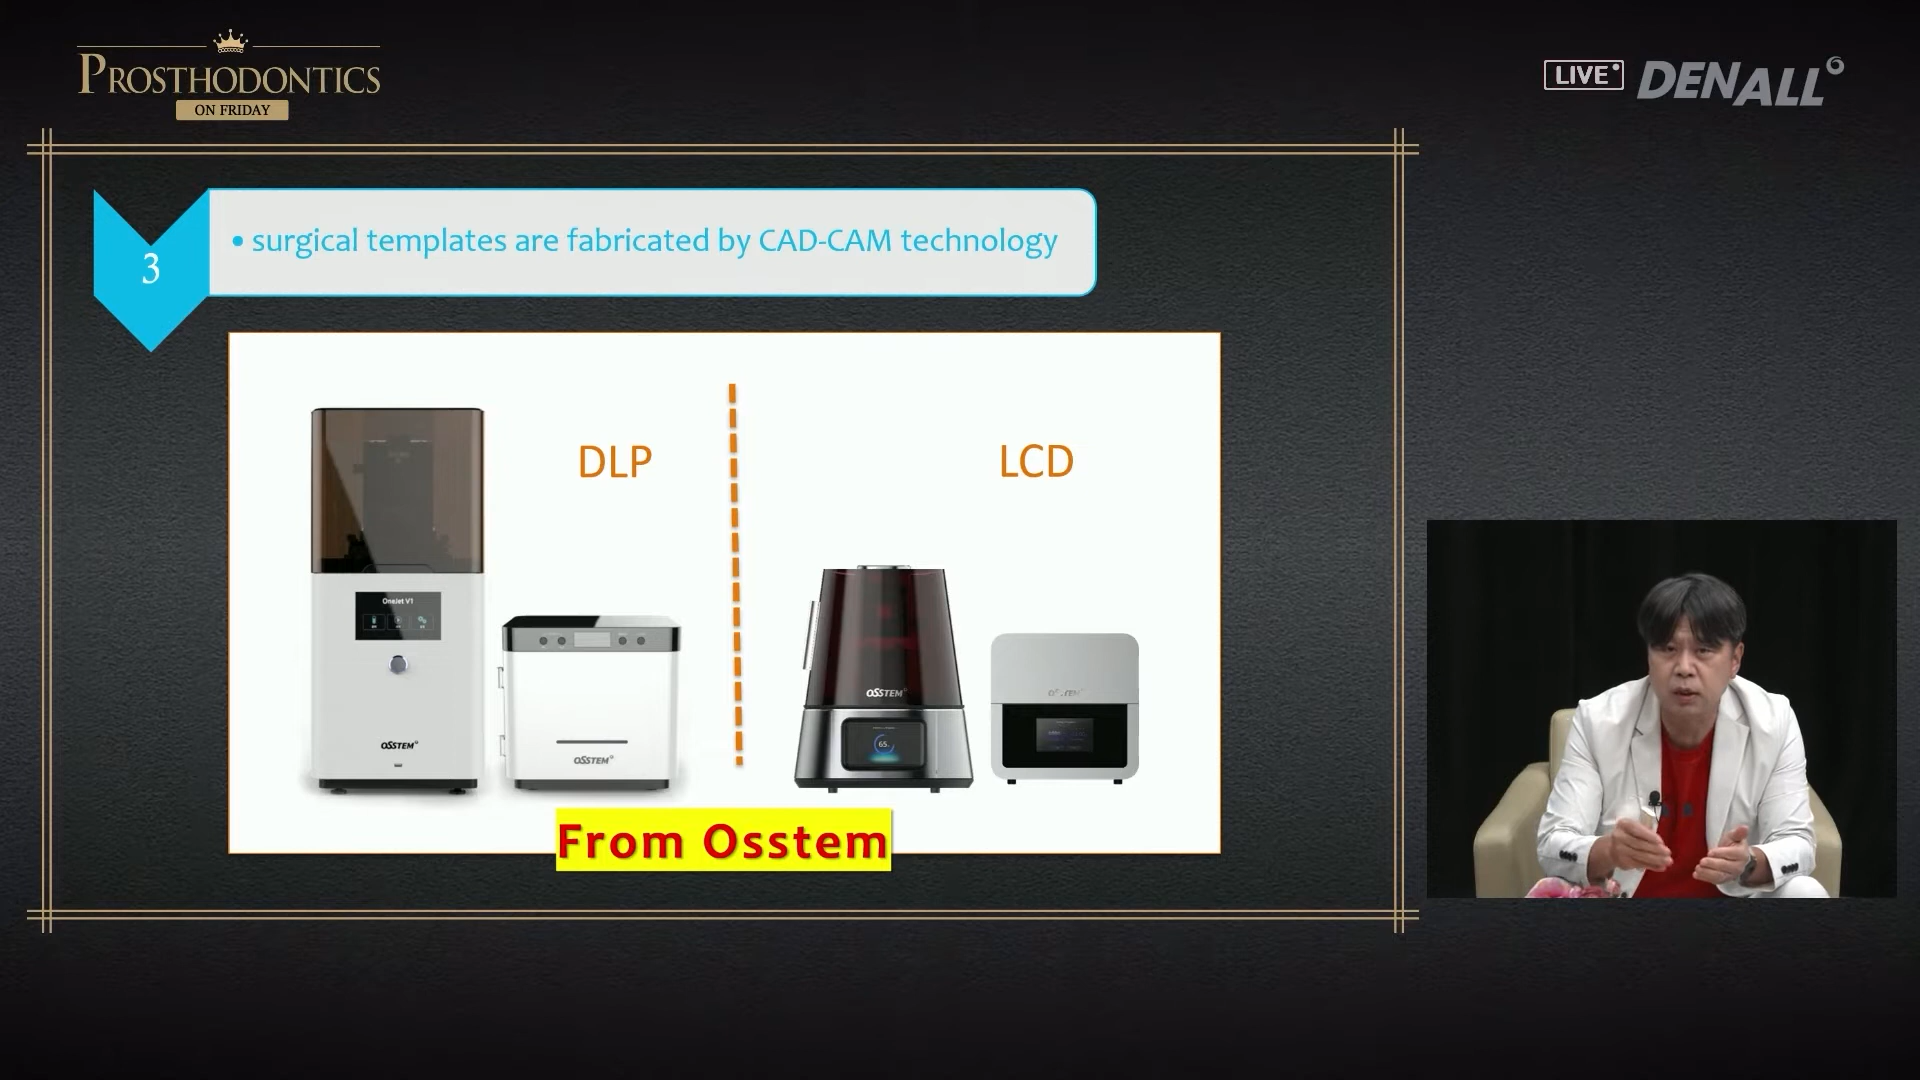 PROSTHODONTICS
ON FRIDAY
LIVE
DENALL
3
• surgical templates are fabricated by CAD-CAM technology
DLP
LCD
OneJet V1
OSSTEM
OSSTEM
OSSTEM
65
From Osstem